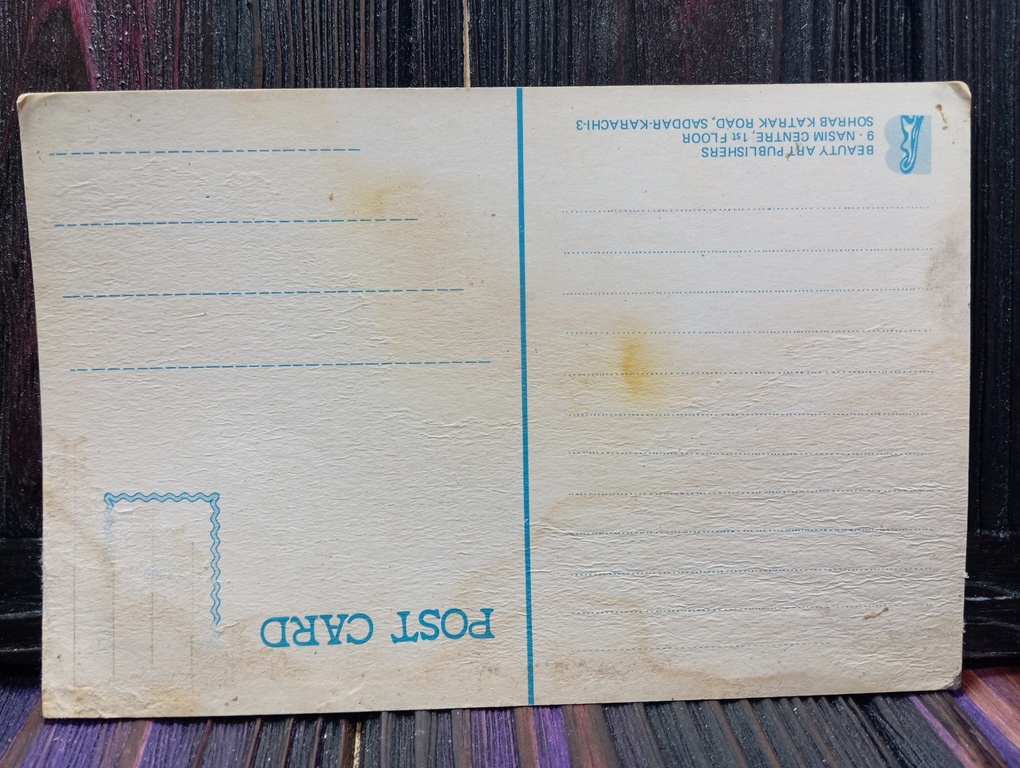 BEAUTY ART PUBLISHERS
9 - NASIM CENTRE, 1st FLOOR
SOHRAB KATRAK ROAD, SADDAR-KARACHI-3
POST CARD